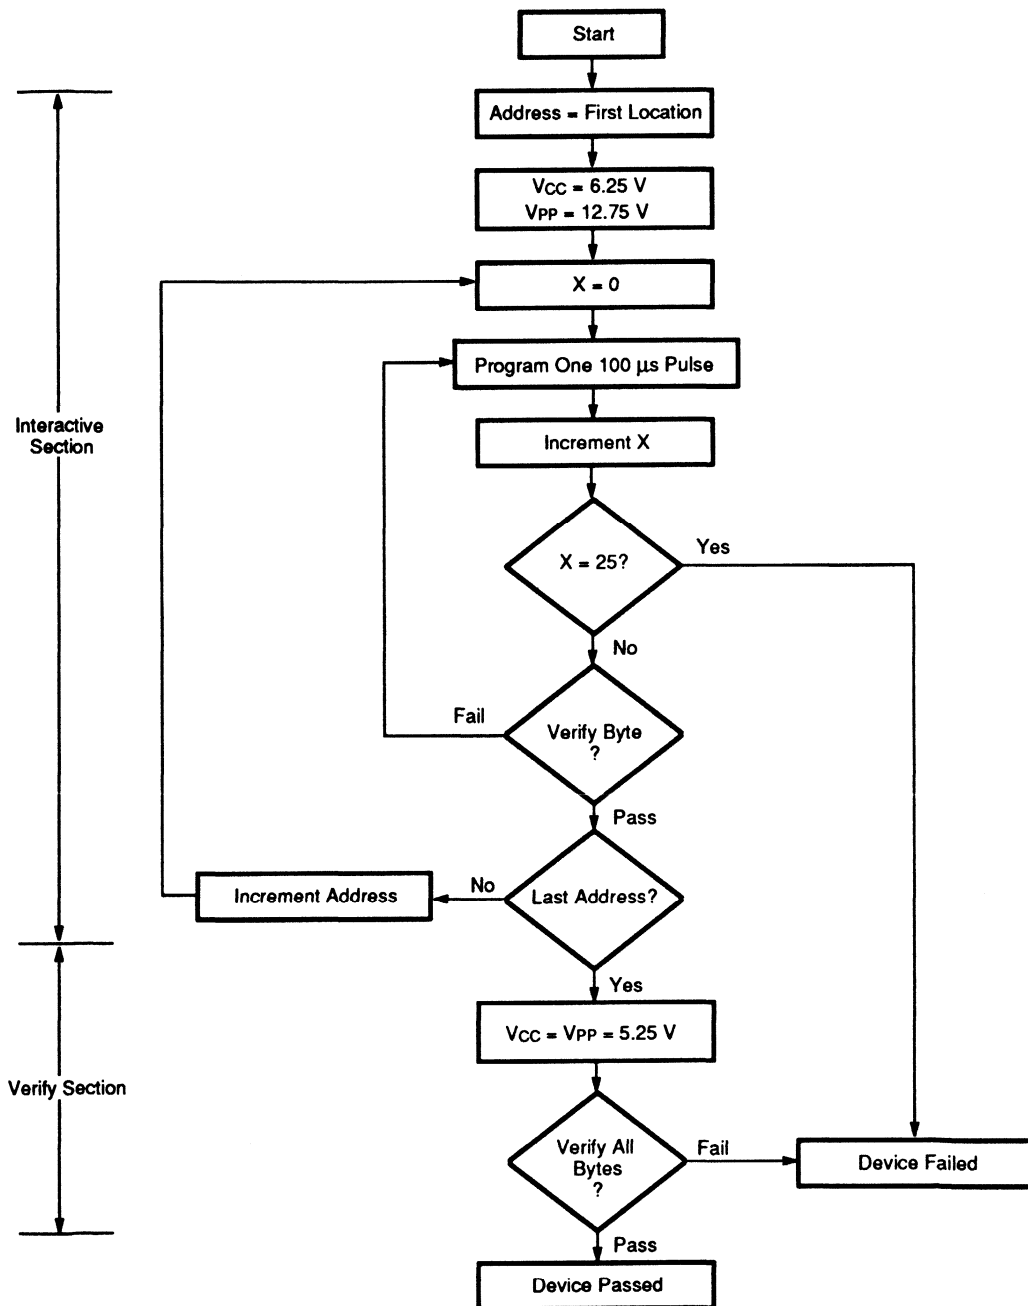 Start
Address = First Location
VCC = 6.25 V
VPP = 12.75 V
X = 0
Program One 100 μs Pulse
Interactive
Section
Increment X
X = 25?
Yes
No
Fail
Verify Byte
?
Pass
Increment Address
No
Last Address?
Yes
VCC = VPP = 5.25 V
Verify Section
Verify All
Bytes
?
Fail
Device Failed
Pass
Device Passed